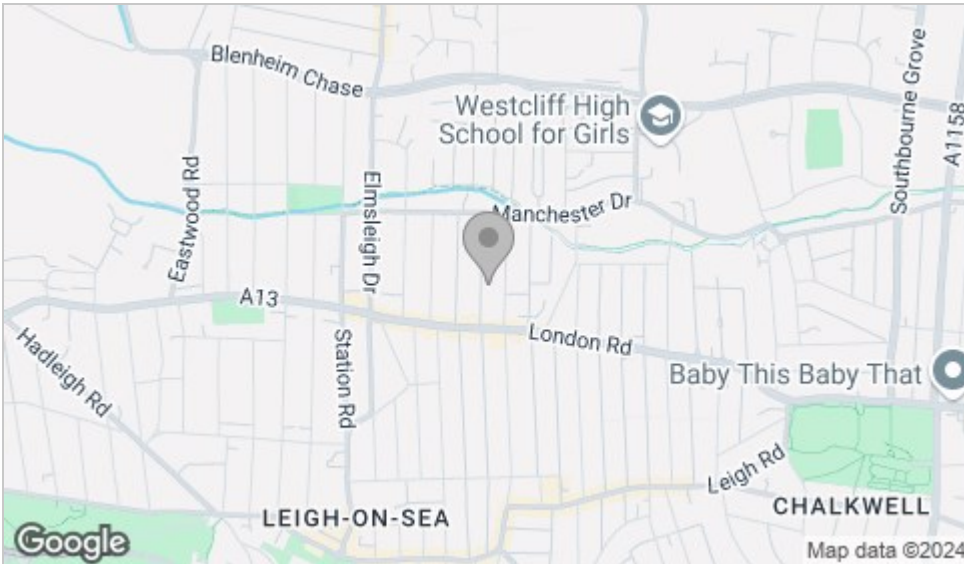 Blenheim Chase
Westcliff High
School for Girls
Southbourne Grove
A1158
Eastwood Rd
Elmsleigh Dr
Manchester Dr
A13
London Rd
Hadleigh Rd
Station Rd
Baby This Baby That
Leigh Rd
LEIGH-ON-SEA
CHALKWELL
Google
Map data ©2024